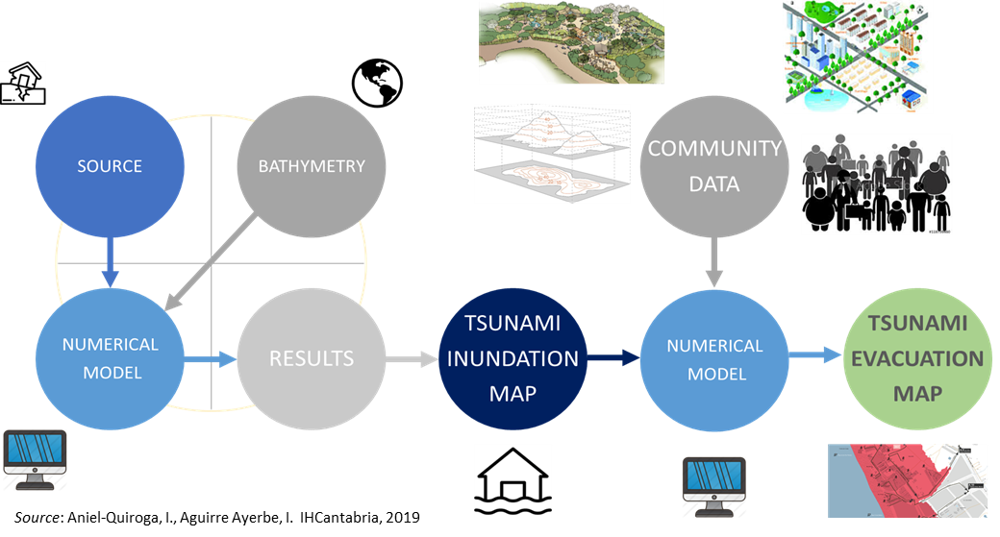 SOURCE
BATHYMETRY
COMMUNITY
DATA
NUMERICAL
MODEL
RESULTS
TSUNAMI
INUNDATION
MAP
NUMERICAL
MODEL
TSUNAMI
EVACUATION
MAP
Source: Aniel-Quiroga, I., Aguirre Ayerbe, I. IHCantabria, 2019